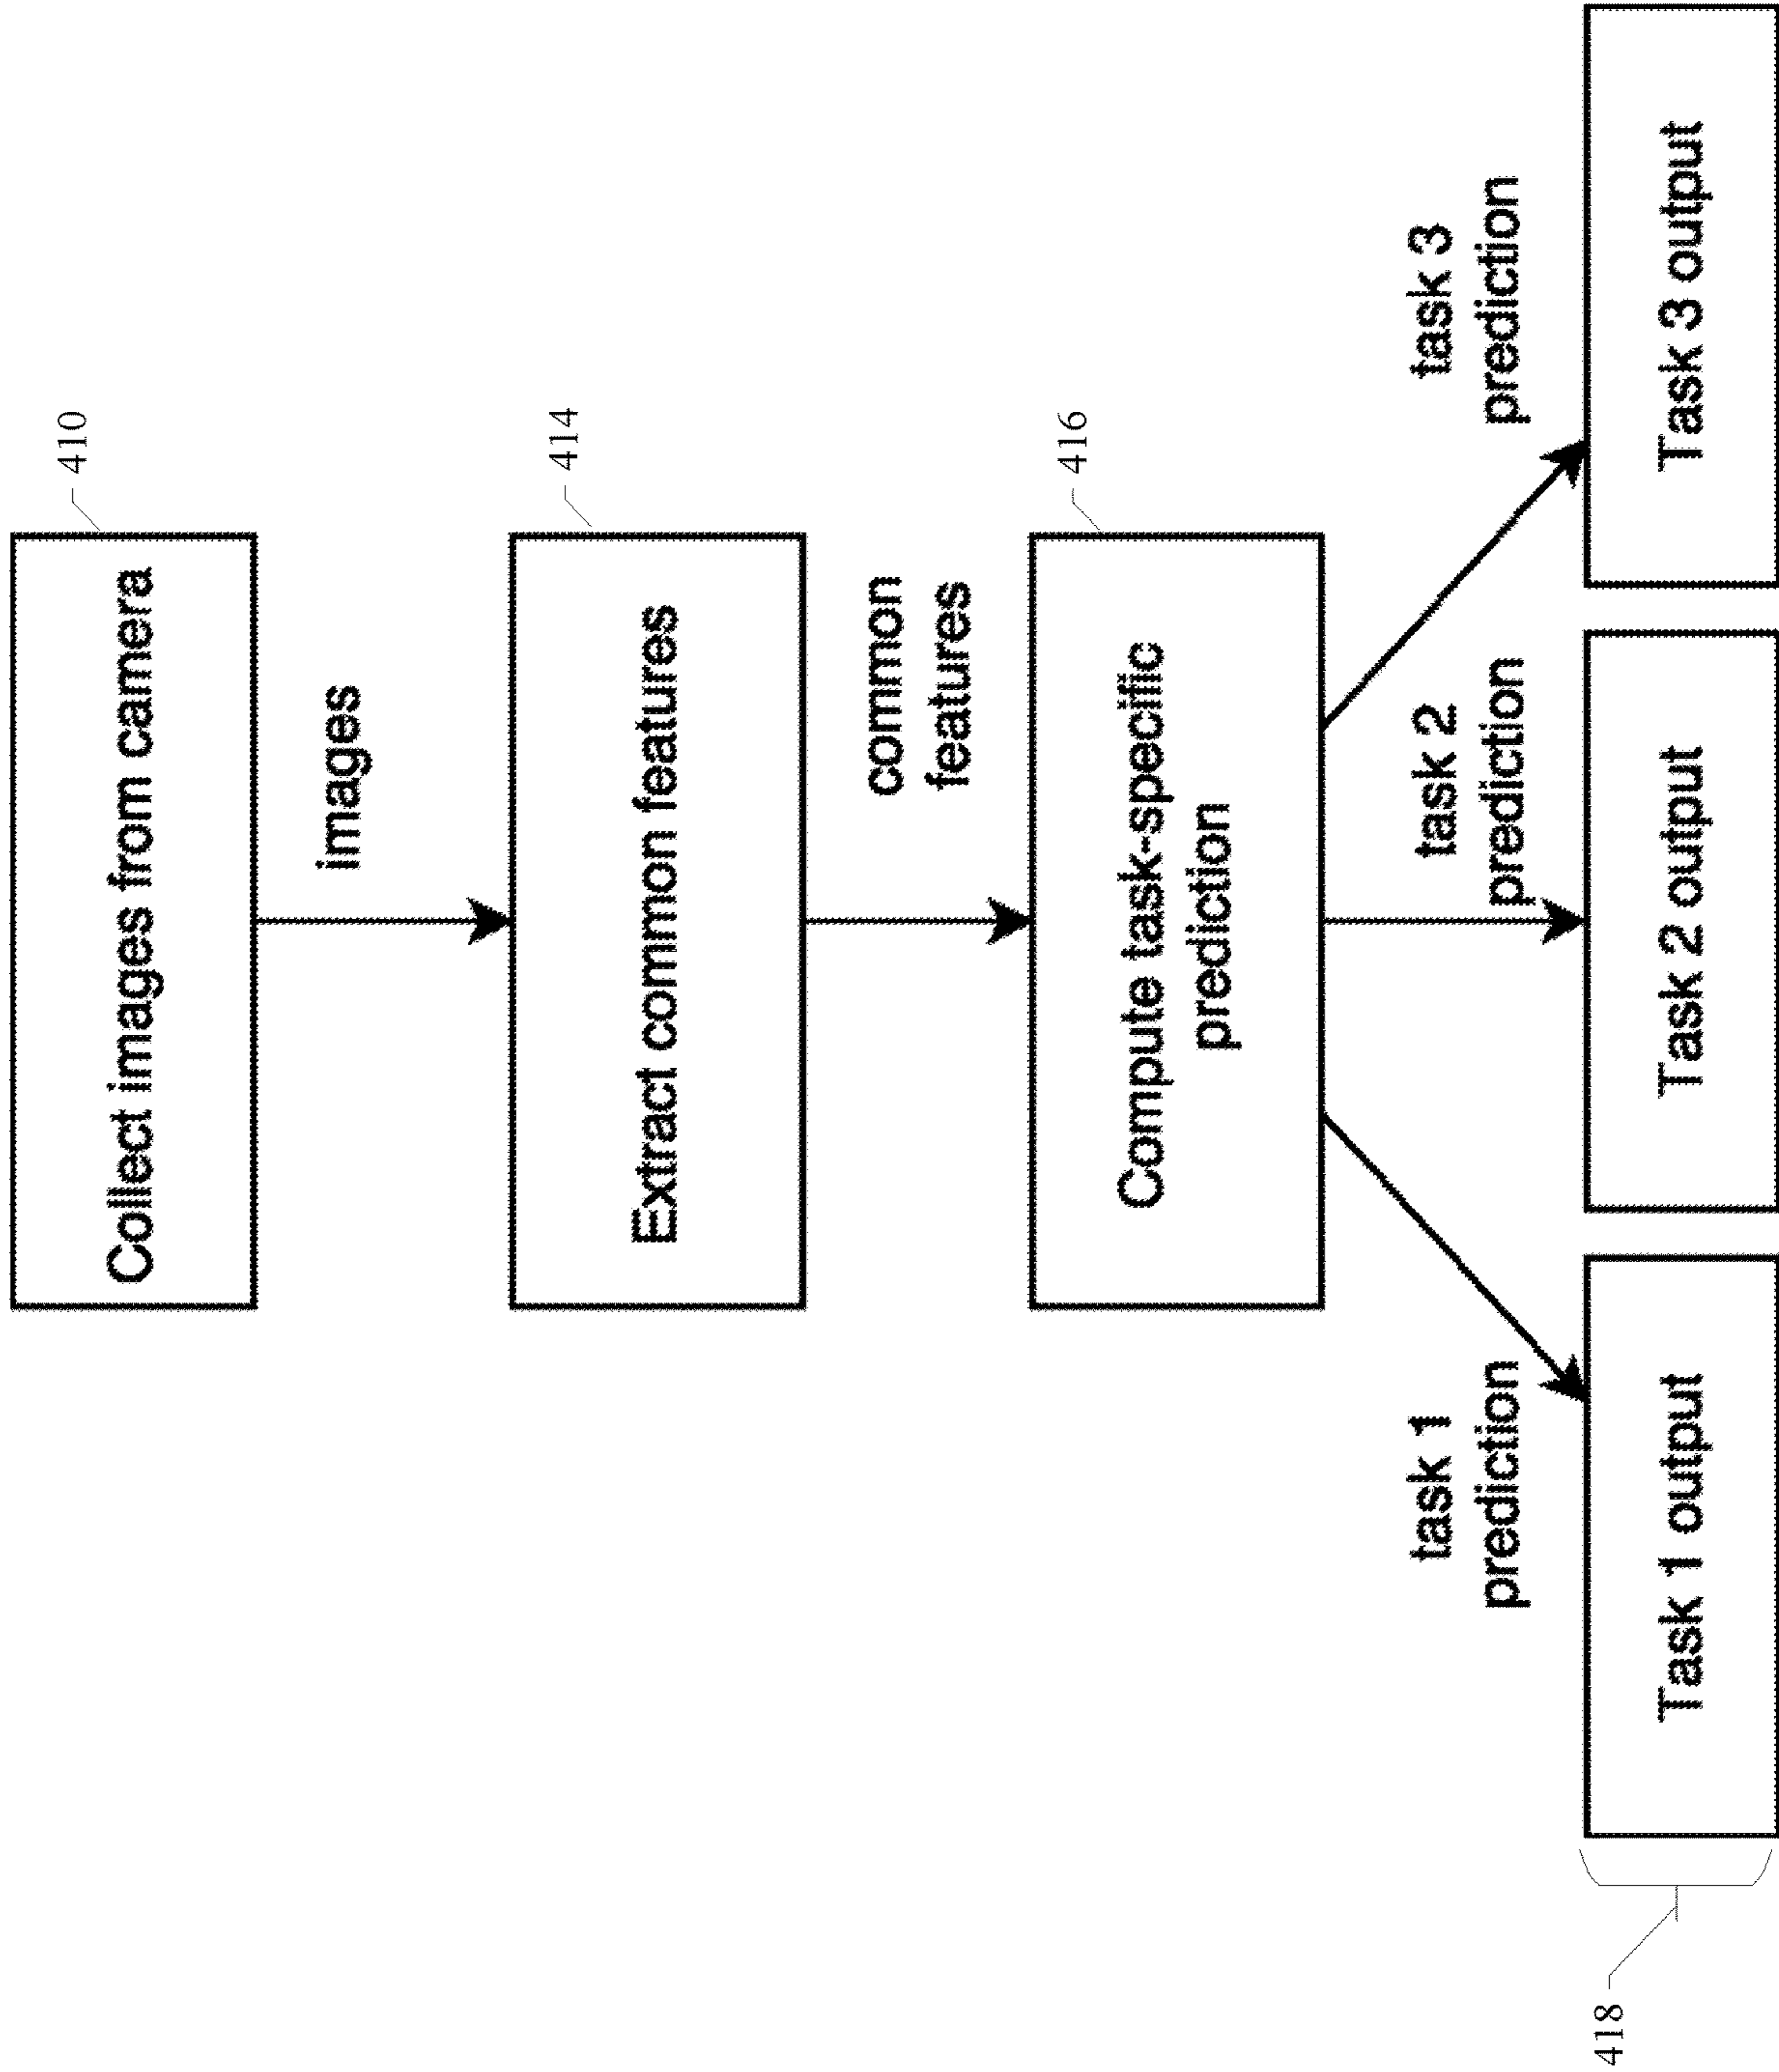 Collect images from camera
410
images
Extract common features
414
common
features
Compute task-specific
prediction
416
task 1
prediction
task 2
prediction
task 3
prediction
Task 1 output
Task 2 output
Task 3 output
418